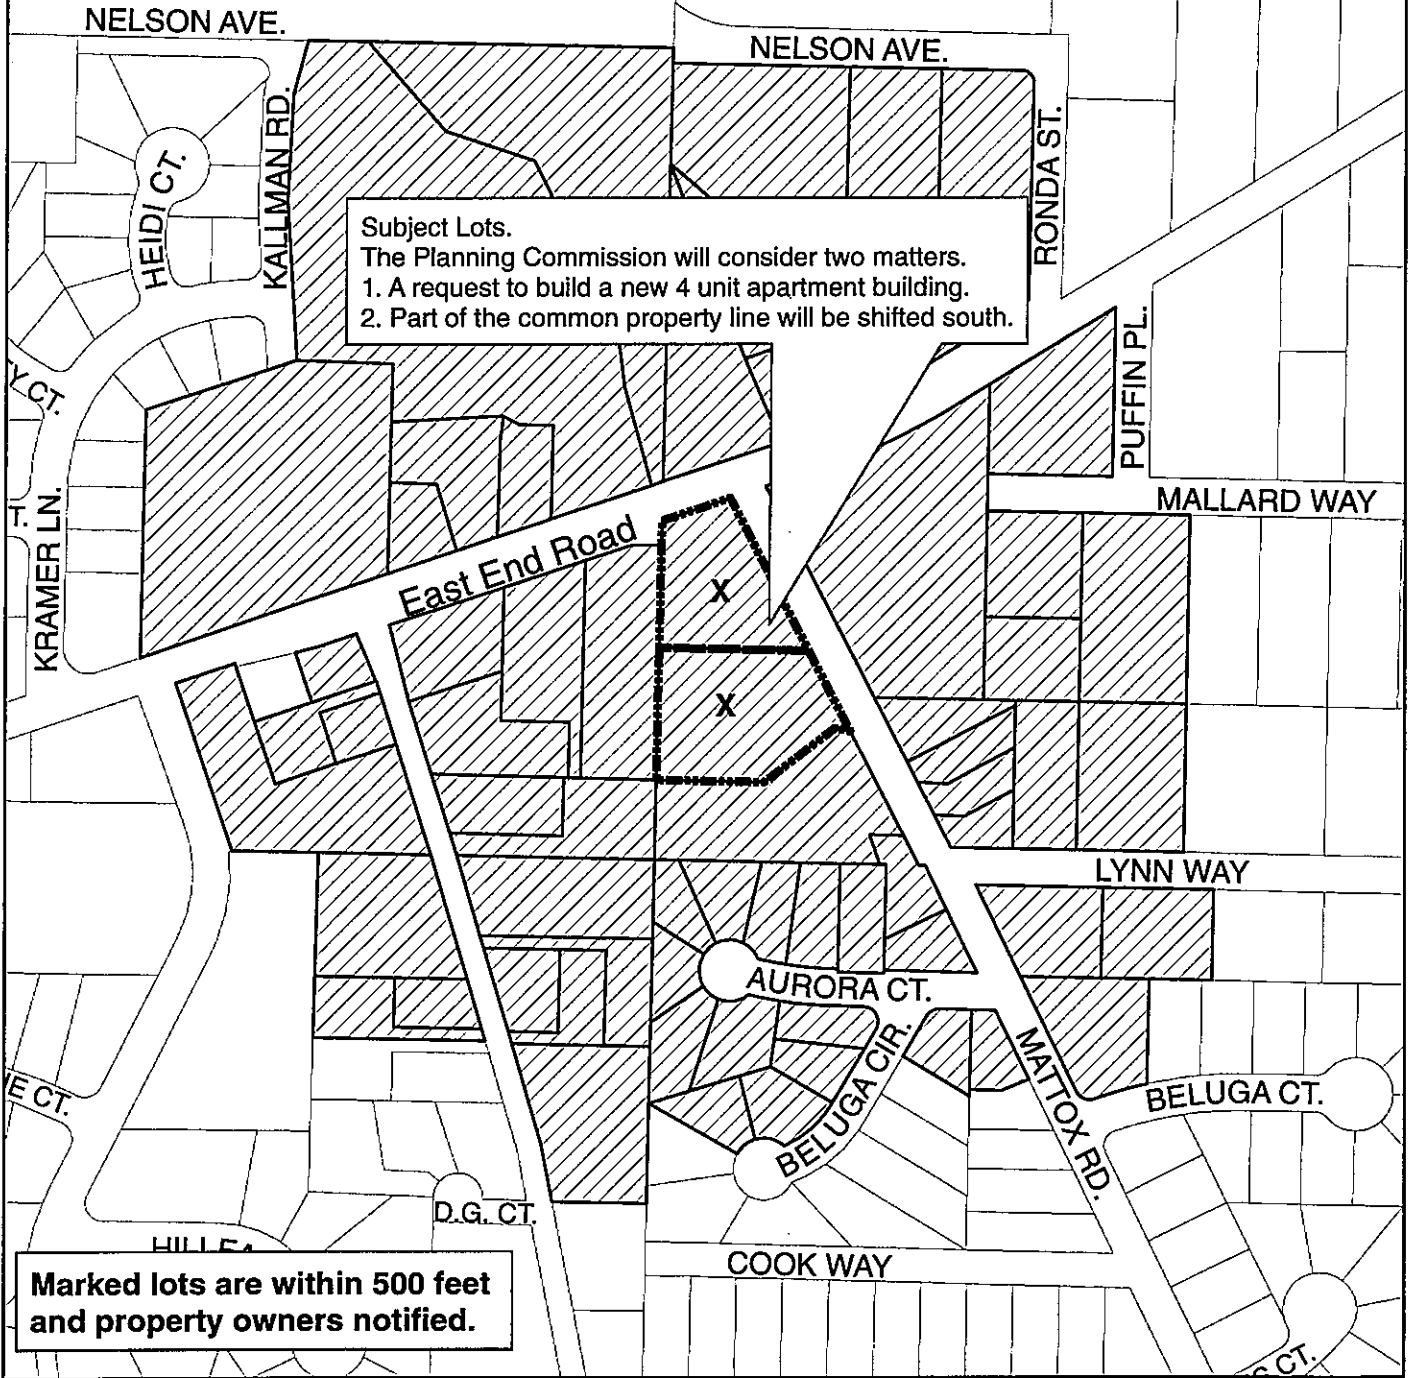 NELSON AVE.
NELSON AVE.
KALLMAN RD.
HEIDI CT.
RONDA ST.
Subject Lots.
The Planning Commission will consider two matters.
1. A request to build a new 4 unit apartment building.
2. Part of the common property line will be shifted south.
PUFFIN PL.
Y CT.
MALLARD WAY
T.
KRAMER LN.
East End Road
X
X
LYNN WAY
AURORA CT.
BELUGA CIR.
MATTOX RD.
BELUGA CT.
E CT.
D.G. CT.
COOK WAY
Marked lots are within 500 feet
and property owners notified.
CT.